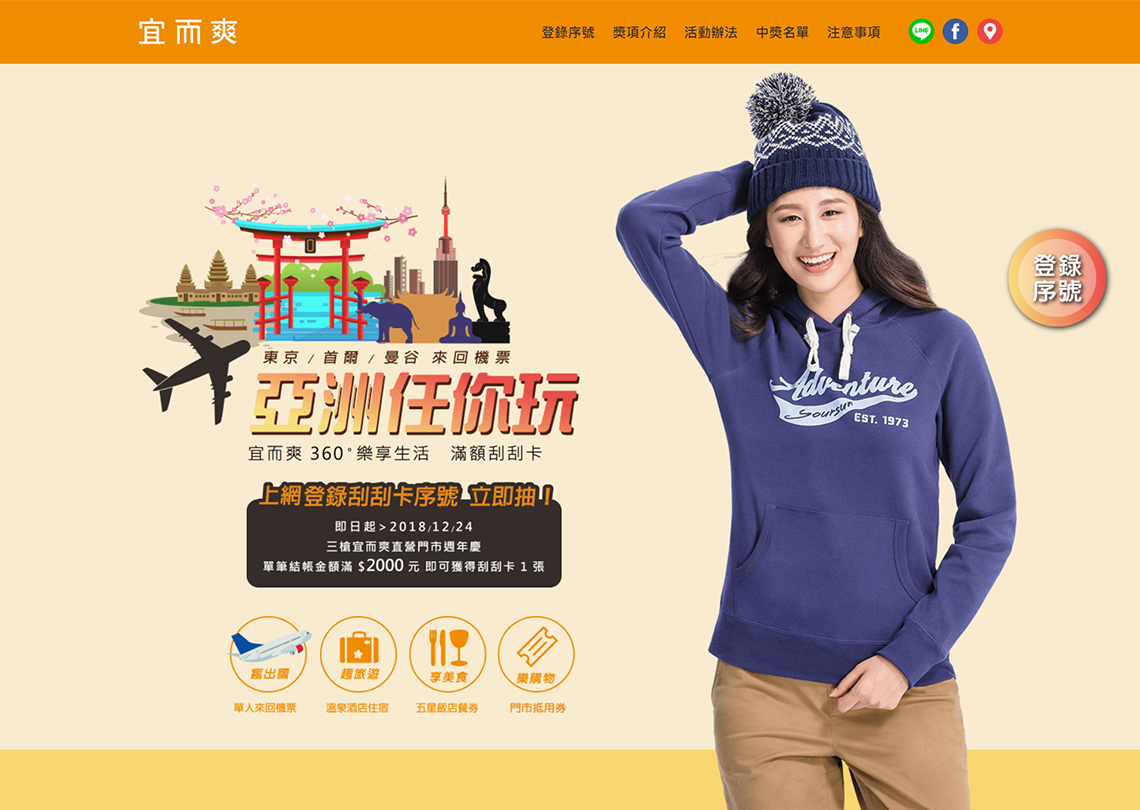 宜而爽
登錄序號 獎項介紹 活動辦法 中獎名單 注意事項
LINE
f
東京/首爾/曼谷 來回機票
亞洲任你玩
宜而爽 360°樂享生活 滿額刮刮卡
上網登錄刮刮卡序號 立即抽!
即日起>2018/12/24
三槍宜而爽直營門市週年慶
單筆結帳金額滿 $2000 元 即可獲得刮刮卡 1 張
瘋出國
趣旅遊
享美食
樂購物
單人來回機票
溫泉酒店住宿
五星飯店餐券
門市抵用券
Adventure
Soursun
EST. 1973
登錄
序號